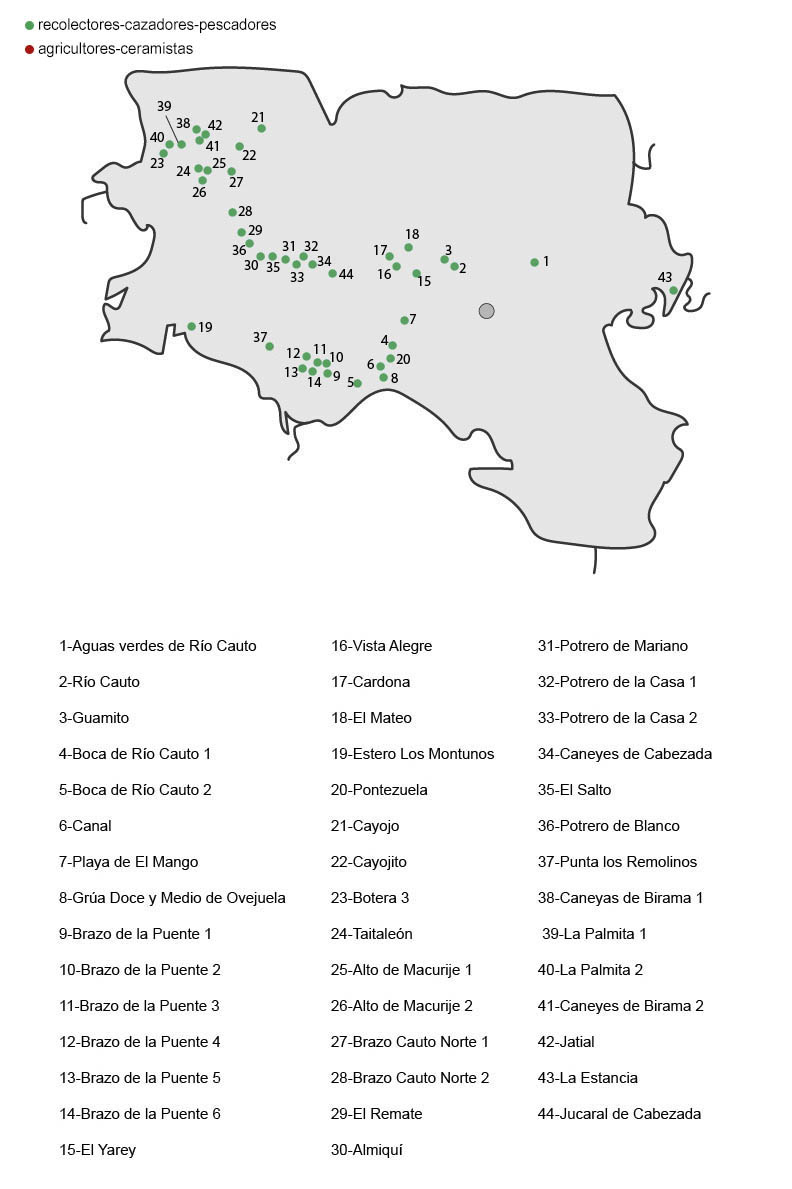 recolectores-cazadores-pescadores
agricultores-ceramistas
39
38
42
21
40
41
23
22
24
25
26
27
28
29
36
30
35
31
32
33
34
44
17
18
16
15
3
2
1
43
19
7
37
4
20
12
11
10
6
13
14
9
5
8
1-Aguas verdes de Río Cauto
2-Río Cauto
3-Guamito
4-Boca de Río Cauto 1
5-Boca de Río Cauto 2
6-Canal
7-Playa de El Mango
8-Grúa Doce y Medio de Ovejuela
9-Brazo de la Puente 1
10-Brazo de la Puente 2
11-Brazo de la Puente 3
12-Brazo de la Puente 4
13-Brazo de la Puente 5
14-Brazo de la Puente 6
15-El Yarey
16-Vista Alegre
17-Cardona
18-El Mateo
19-Estero Los Montunos
20-Pontezuela
21-Cayojo
22-Cayojito
23-Botera 3
24-Taitaleón
25-Alto de Macurije 1
26-Alto de Macurije 2
27-Brazo Cauto Norte 1
28-Brazo Cauto Norte 2
29-El Remate
30-Almiquí
31-Potrero de Mariano
32-Potrero de la Casa 1
33-Potrero de la Casa 2
34-Caneyes de Cabezada
35-El Salto
36-Potrero de Blanco
37-Punta los Remolinos
38-Caneyas de Birama 1
39-La Palmita 1
40-La Palmita 2
41-Caneyes de Birama 2
42-Jatial
43-La Estancia
44-Jucaral de Cabezada